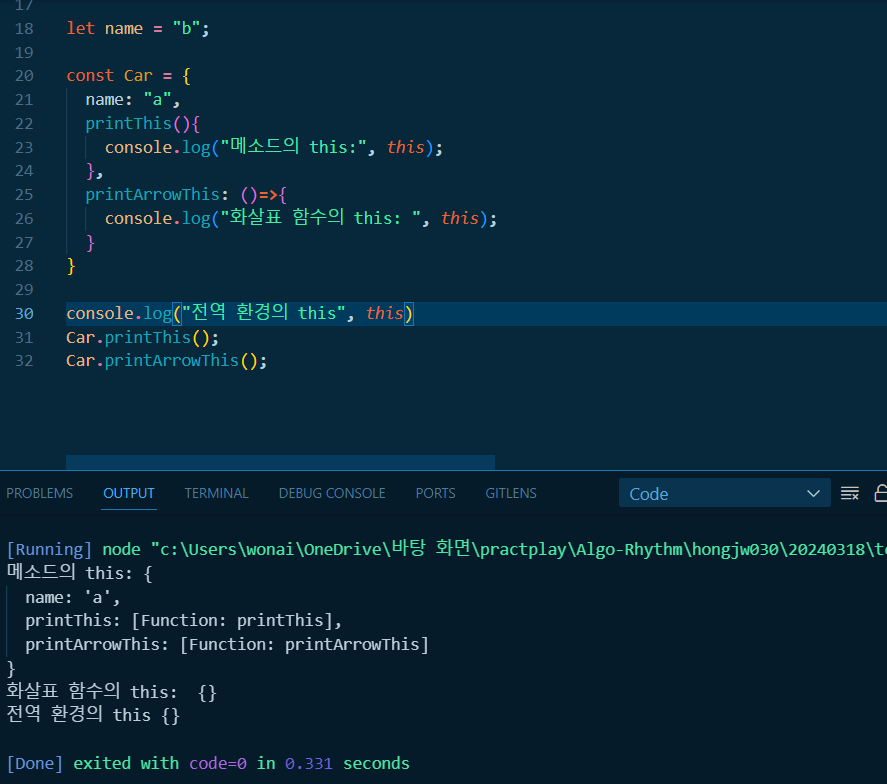 17
18 let name = "b";
19
20 const Car = {
21 name: "a",
22 printThis(){
23 console.log("메소드의 this:", this);
24 },
25 printArrowThis: ()=>{
26 console.log("화살표 함수의 this: ", this);
27 }
28 }
29
30 console.log("전역 환경의 this", this)
31 Car.printThis();
32 Car.printArrowThis();
PROBLEMS OUTPUT TERMINAL DEBUG CONSOLE PORTS GITLENS Code
[Running] node "c:\Users\wonai\OneDrive\바탕 화면\practplay\Algo-Rhythm\hongjw030\20240318\te
메소드의 this: {
name: 'a',
printThis: [Function: printThis],
printArrowThis: [Function: printArrowThis]
}
화살표 함수의 this:  {}
전역 환경의 this {}
[Done] exited with code=0 in 0.331 seconds